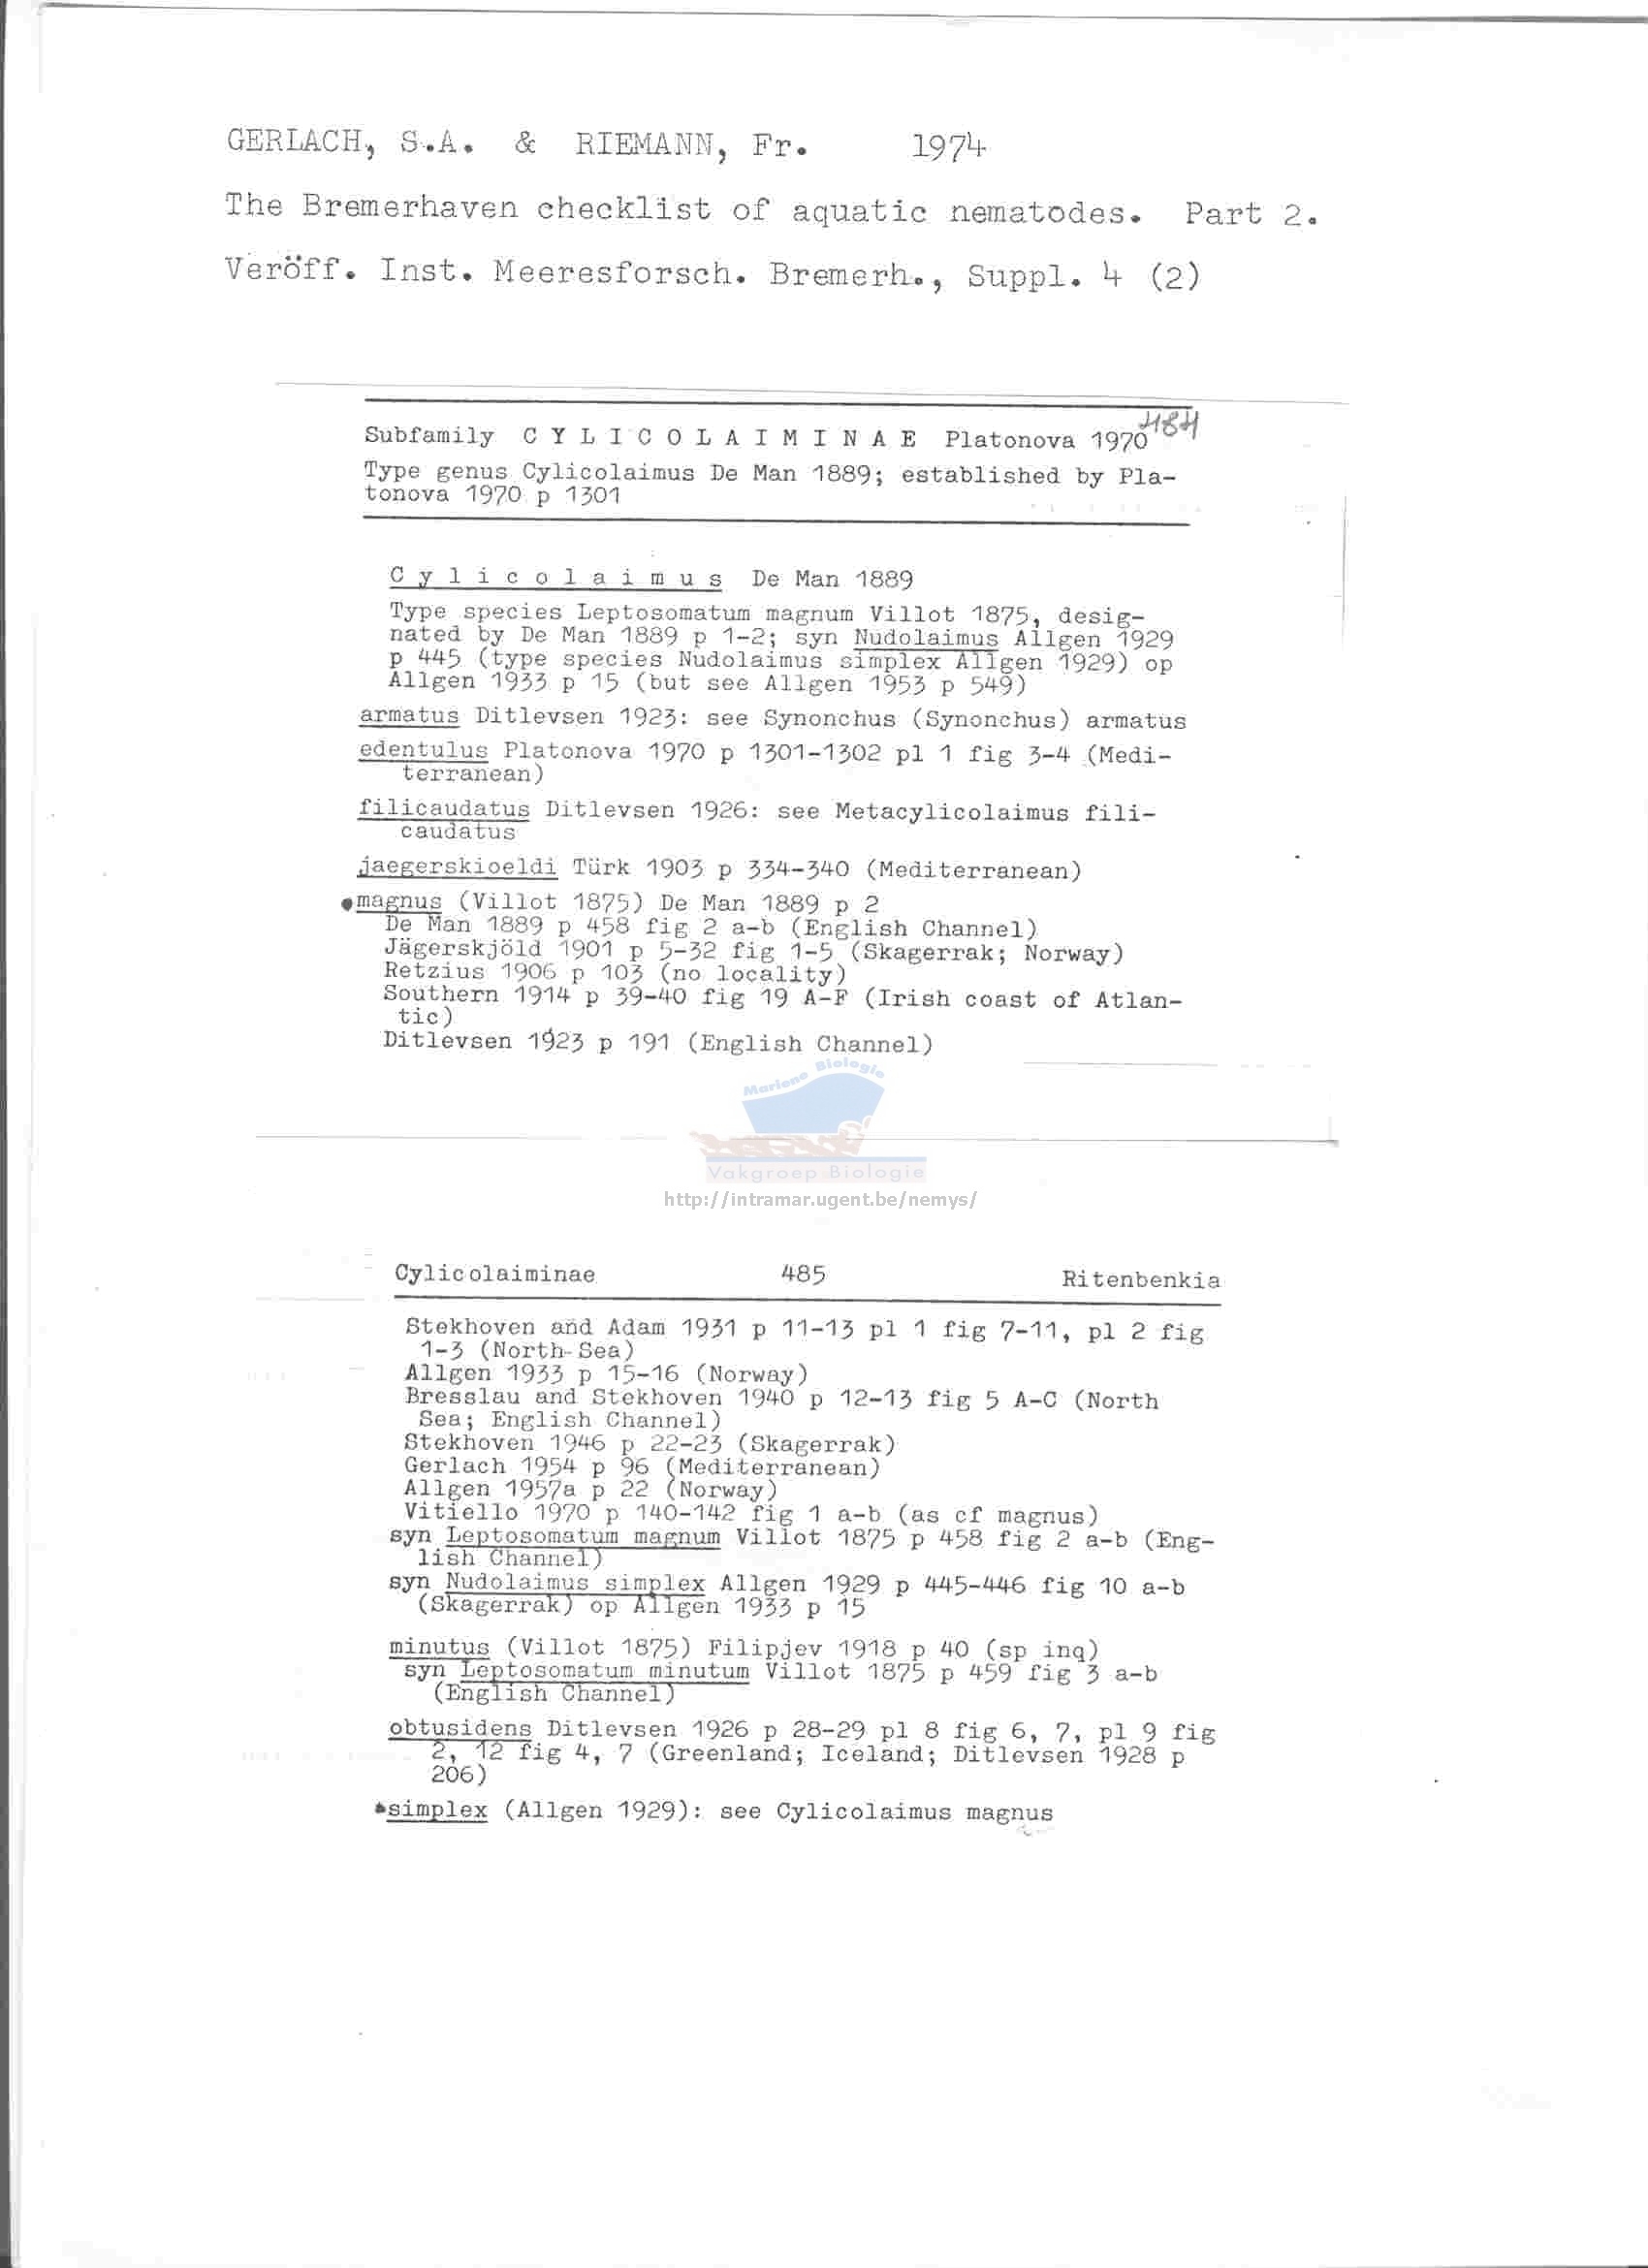 GERLACH, S.A. & RIEMANN, Fr. 1974
The Bremerhaven checklist of aquatic nematodes. Part 2.
Veröff. Inst. Meeresforsch. Bremerh., Suppl. 4 (2)
484
Subfamily C Y L I C O L A I M I N A E Platonova 1970
Type genus Cylicolaimus De Man 1889; established by Pla-
tonova 1970 p 1301
C y l i c o l a i m u s De Man 1889
Type species Leptosomatum magnum Villot 1875, desig-
nated by De Man 1889 p 1-2; syn Nudolaimus Allgen 1929
p 445 (type species Nudolaimus simplex Allgen 1929) op
Allgen 1933 p 15 (but see Allgen 1953 p 549)
armatus Ditlevsen 1923: see Synonchus (Synonchus) armatus
edentulus Platonova 1970 p 1301-1302 pl 1 fig 3-4 (Medi-
terranean)
filicaudatus Ditlevsen 1926: see Metacylicolaimus fili-
caudatus
jaegerskioeldi Türk 1903 p 334-340 (Mediterranean)
•magnus (Villot 1875) De Man 1889 p 2
De Man 1889 p 458 fig 2 a-b (English Channel)
Jägerskjöld 1901 p 5-32 fig 1-5 (Skagerrak; Norway)
Retzius 1906 p 103 (no locality)
Southern 1914 p 39-40 fig 19 A-F (Irish coast of Atlan-
tic)
Ditlevsen 1923 p 191 (English Channel)
Mariene Biologie
Vakgroep Biologie
http://intramar.ugent.be/nemys/
Cylicolaiminae 485 Ritenbenkia
Stekhoven and Adam 1931 p 11-13 pl 1 fig 7-11, pl 2 fig
1-3 (North Sea)
Allgen 1933 p 15-16 (Norway)
Bresslau and Stekhoven 1940 p 12-13 fig 5 A-C (North
Sea; English Channel)
Stekhoven 1946 p 22-23 (Skagerrak)
Gerlach 1954 p 96 (Mediterranean)
Allgen 1957a p 22 (Norway)
Vitiello 1970 p 140-142 fig 1 a-b (as cf magnus)
syn Leptosomatum magnum Villot 1875 p 458 fig 2 a-b (Eng-
lish Channel)
syn Nudolaimus simplex Allgen 1929 p 445-446 fig 10 a-b
(Skagerrak) op Allgen 1933 p 15
minutus (Villot 1875) Filipjev 1918 p 40 (sp inq)
syn Leptosomatum minutum Villot 1875 p 459 fig 3 a-b
(English Channel)
obtusidens Ditlevsen 1926 p 28-29 pl 8 fig 6, 7, pl 9 fig
2, 12 fig 4, 7 (Greenland; Iceland; Ditlevsen 1928 p
206)
•simplex (Allgen 1929): see Cylicolaimus magnus